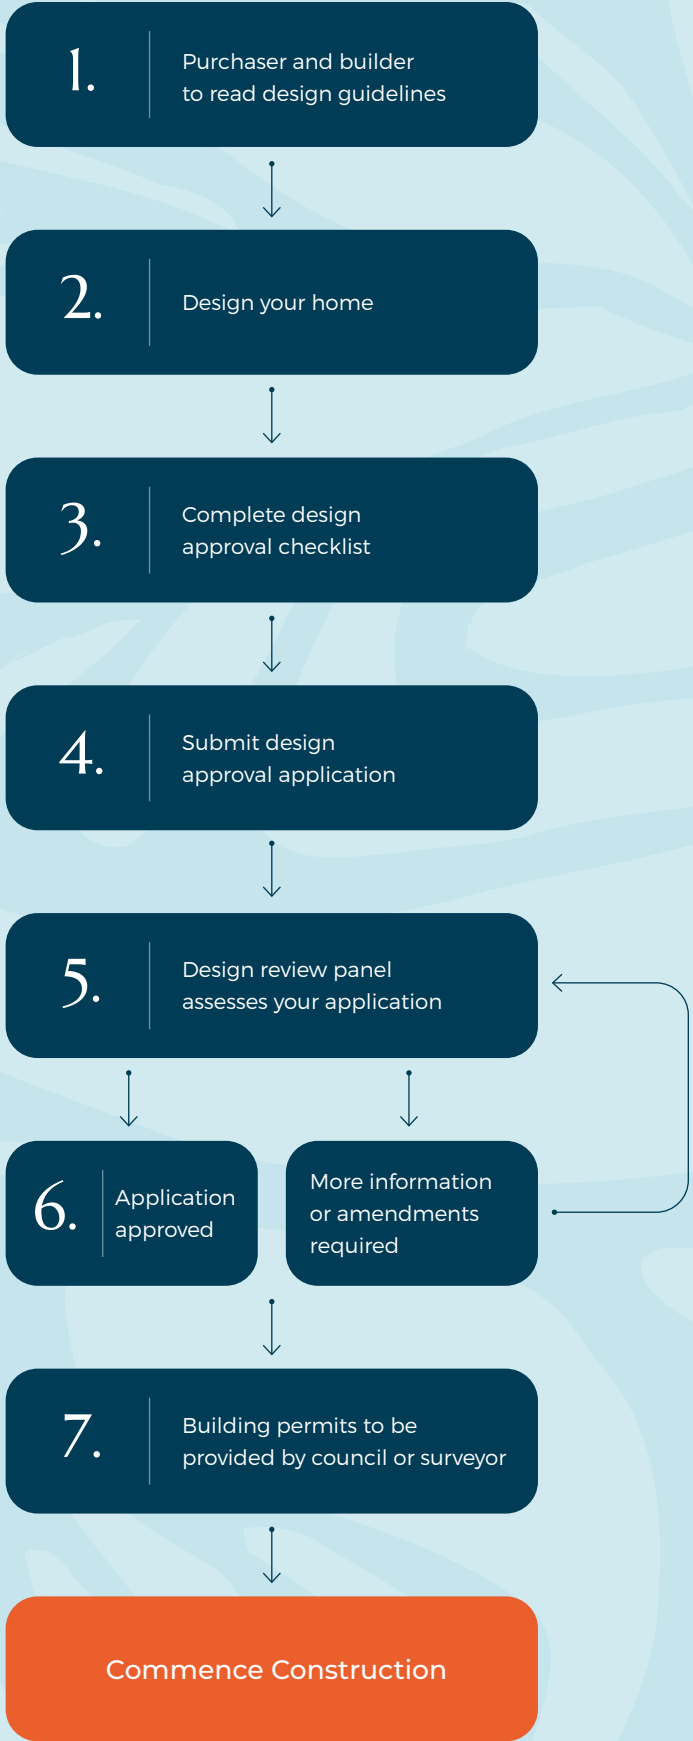 1.
Purchaser and builder
to read design guidelines
2.
Design your home
3.
Complete design
approval checklist
4.
Submit design
approval application
5.
Design review panel
assesses your application
6.
Application
approved
More information
or amendments
required
7.
Building permits to be
provided by council or surveyor
Commence Construction